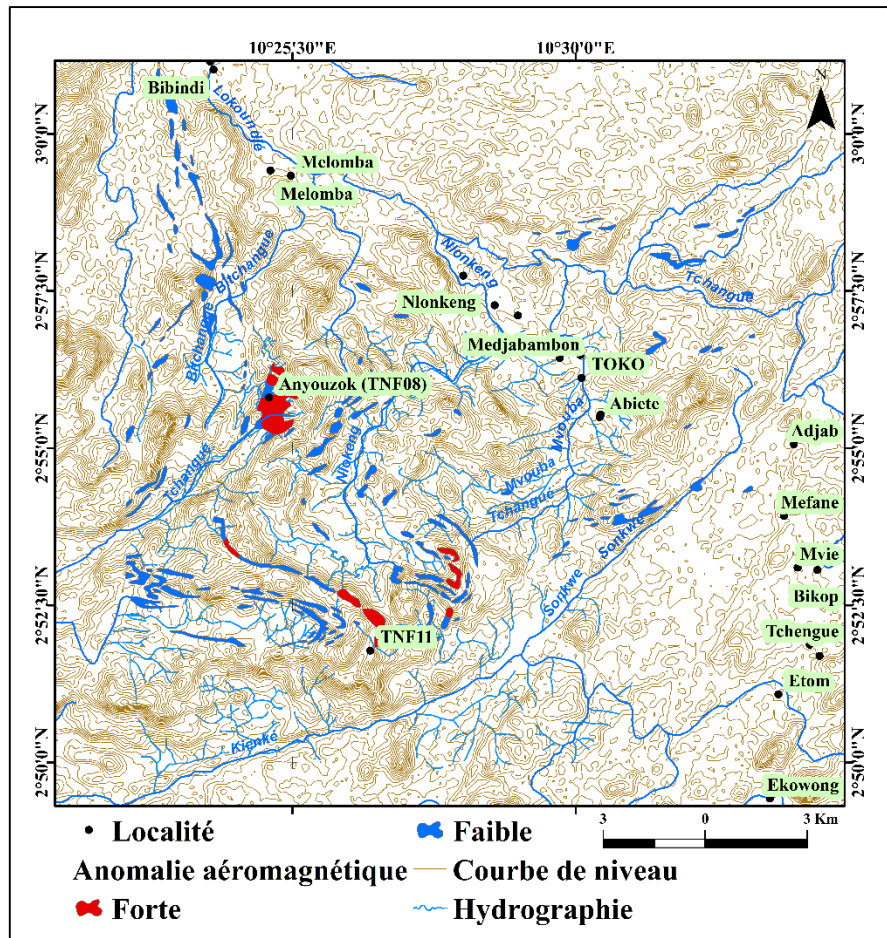 10°25'30"E
10°30'0"E
N
Bibindi
Lokoundje
3°0'0"N
3°0'0"N
Melomba
Melomba
Nlonkeng
Bitchangue
Tchangue
2°57'30"N
2°57'30"N
Nlonkeng
Bitchangue
Medjabambon
TOKO
Anyouzok (TNF08)
Abiete
Mvouba
Adjab
2°55'0"N
2°55'0"N
Nlokeng
Tchangue
Mvouba
Tchangue
Mefane
Sonkwe
Mvie
Sonkwe
Bikop
2°52'30"N
2°52'30"N
TNF11
Tchengue
Etom
Kienke
2°50'0"N
2°50'0"N
Ekowong
Localité
Faible
3 0 3 Km
Anomalie aéromagnétique
Courbe de niveau
Forte
Hydrographie